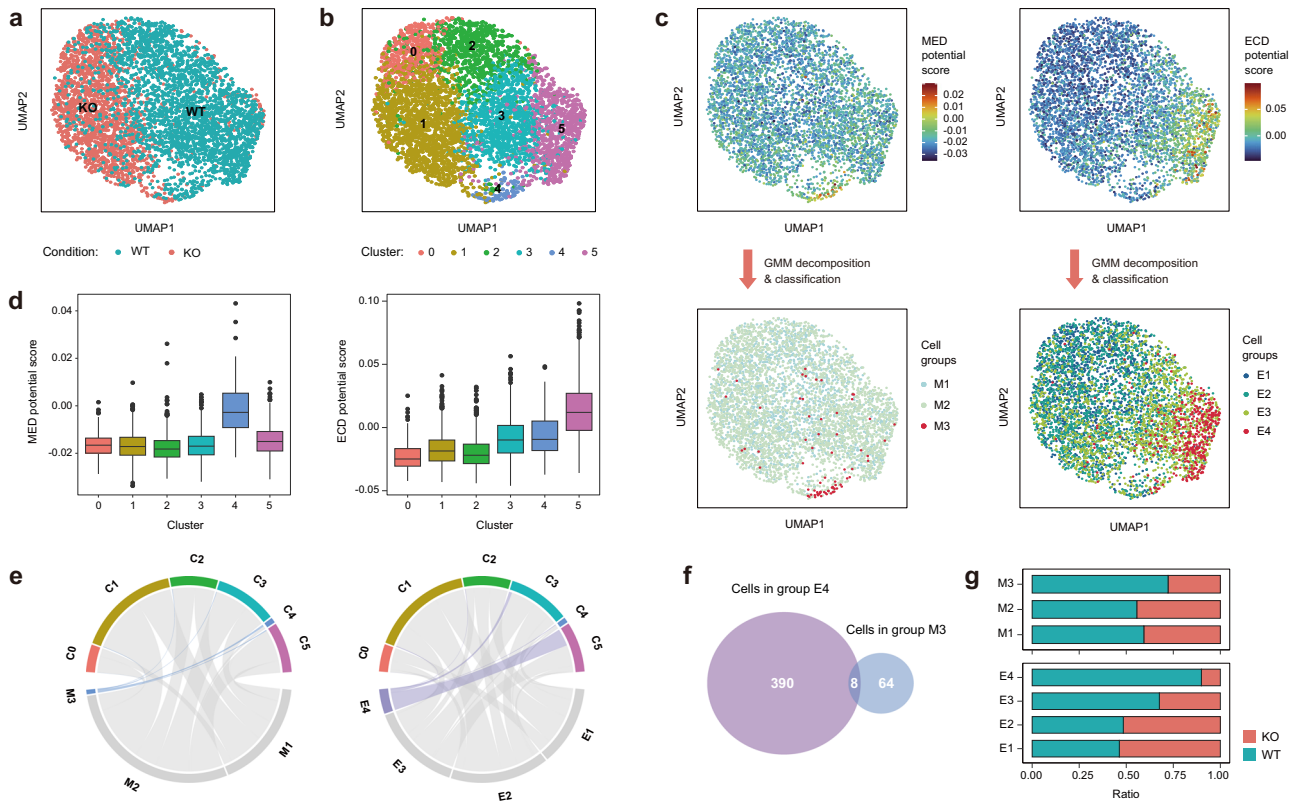 a
UMAP2
KO
WT
UMAP1
Condition: WT KO
b
UMAP2
0
2
1
3
5
4
UMAP1
Cluster: 0 1 2 3 4 5
c
UMAP2
UMAP1
MED
potential
score
0.02
0.01
0.00
-0.01
-0.02
-0.03
UMAP2
UMAP1
ECD
potential
score
0.05
0.00
GMM decomposition
& classification
GMM decomposition
& classification
UMAP2
UMAP1
Cell
groups
M1
M2
M3
UMAP2
UMAP1
Cell
groups
E1
E2
E3
E4
d
MED potential score
0.04
0.02
0.00
-0.02
0 1 2 3 4 5
Cluster
ECD potential score
0.10
0.05
0.00
-0.05
0 1 2 3 4 5
Cluster
e
C0
C1
C2
C3
C4
C5
M3
M2
M1
C0
C1
C2
C3
C4
C5
E4
E3
E2
E1
f
Cells in group E4
Cells in group M3
390
8
64
g
M3
M2
M1
E4
E3
E2
E1
0.00 0.25 0.50 0.75 1.00
Ratio
KO
WT